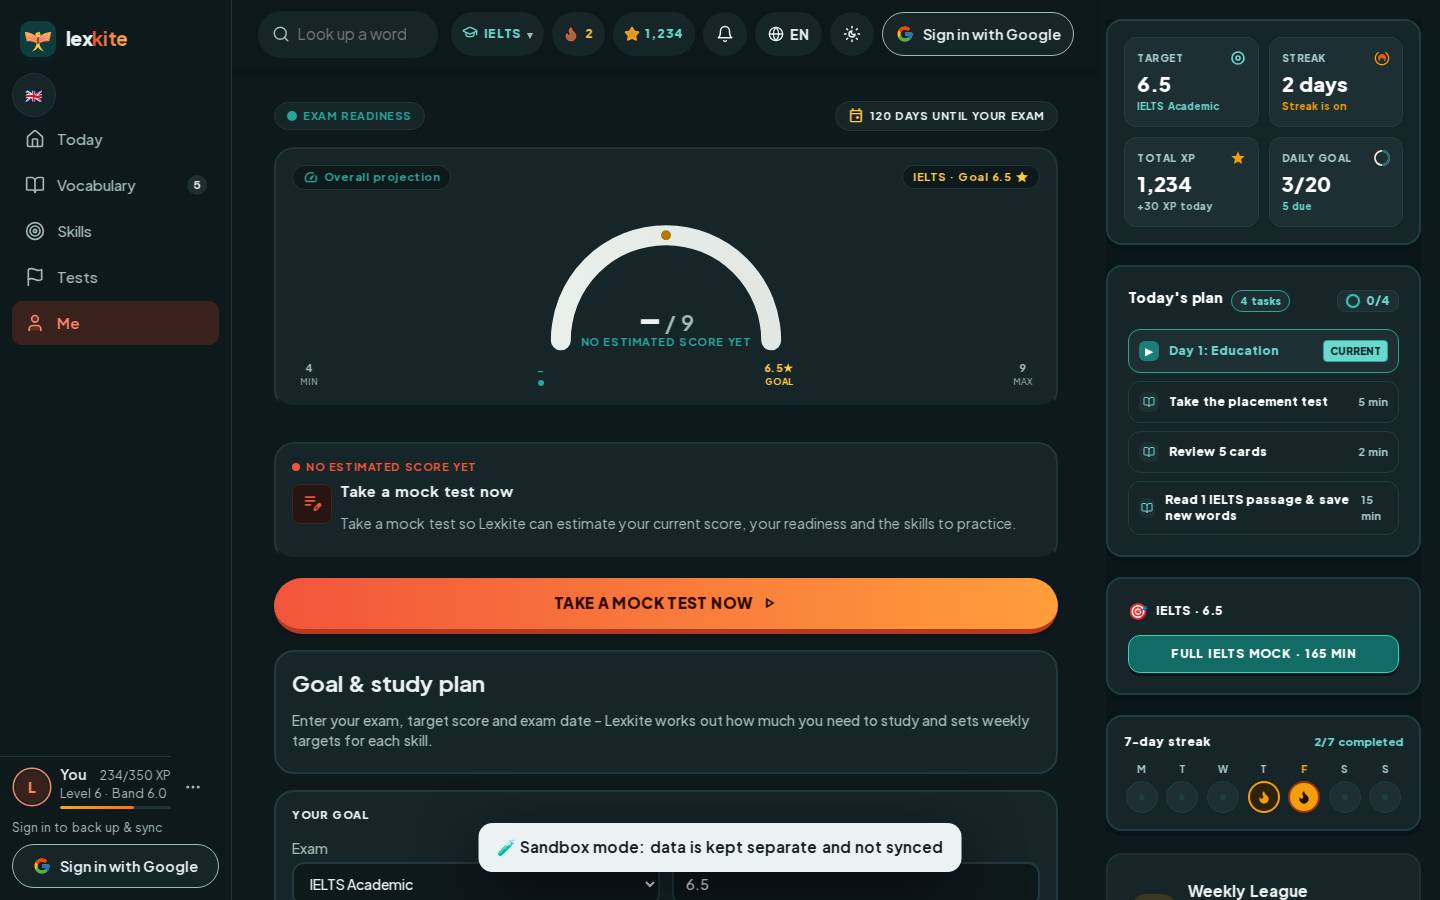 lexkite
Today
Vocabulary 5
Skills
Tests
Me
You 234/350 XP
L
Level 6 · Band 6.0
Sign in to back up & sync
Sign in with Google
Look up a word
IELTS ▾
2
1,234
EN
Sign in with Google
EXAM READINESS
120 DAYS UNTIL YOUR EXAM
Overall projection
IELTS · Goal 6.5 ★
– / 9
NO ESTIMATED SCORE YET
4
MIN
–
6.5★
GOAL
9
MAX
NO ESTIMATED SCORE YET
Take a mock test now
Take a mock test so Lexkite can estimate your current score, your readiness and the skills to practice.
TAKE A MOCK TEST NOW
Goal & study plan
Enter your exam, target score and exam date – Lexkite works out how much you need to study and sets weekly
targets for each skill.
YOUR GOAL
Exam
IELTS Academic
6.5
Sandbox mode: data is kept separate and not synced
TARGET
6.5
IELTS Academic
STREAK
2 days
Streak is on
TOTAL XP
1,234
+30 XP today
DAILY GOAL
3/20
5 due
Today's plan 4 tasks 0/4
Day 1: Education CURRENT
Take the placement test 5 min
Review 5 cards 2 min
Read 1 IELTS passage & save 15
new words min
IELTS · 6.5
FULL IELTS MOCK · 165 MIN
7-day streak 2/7 completed
M T W T F S S
Weekly League